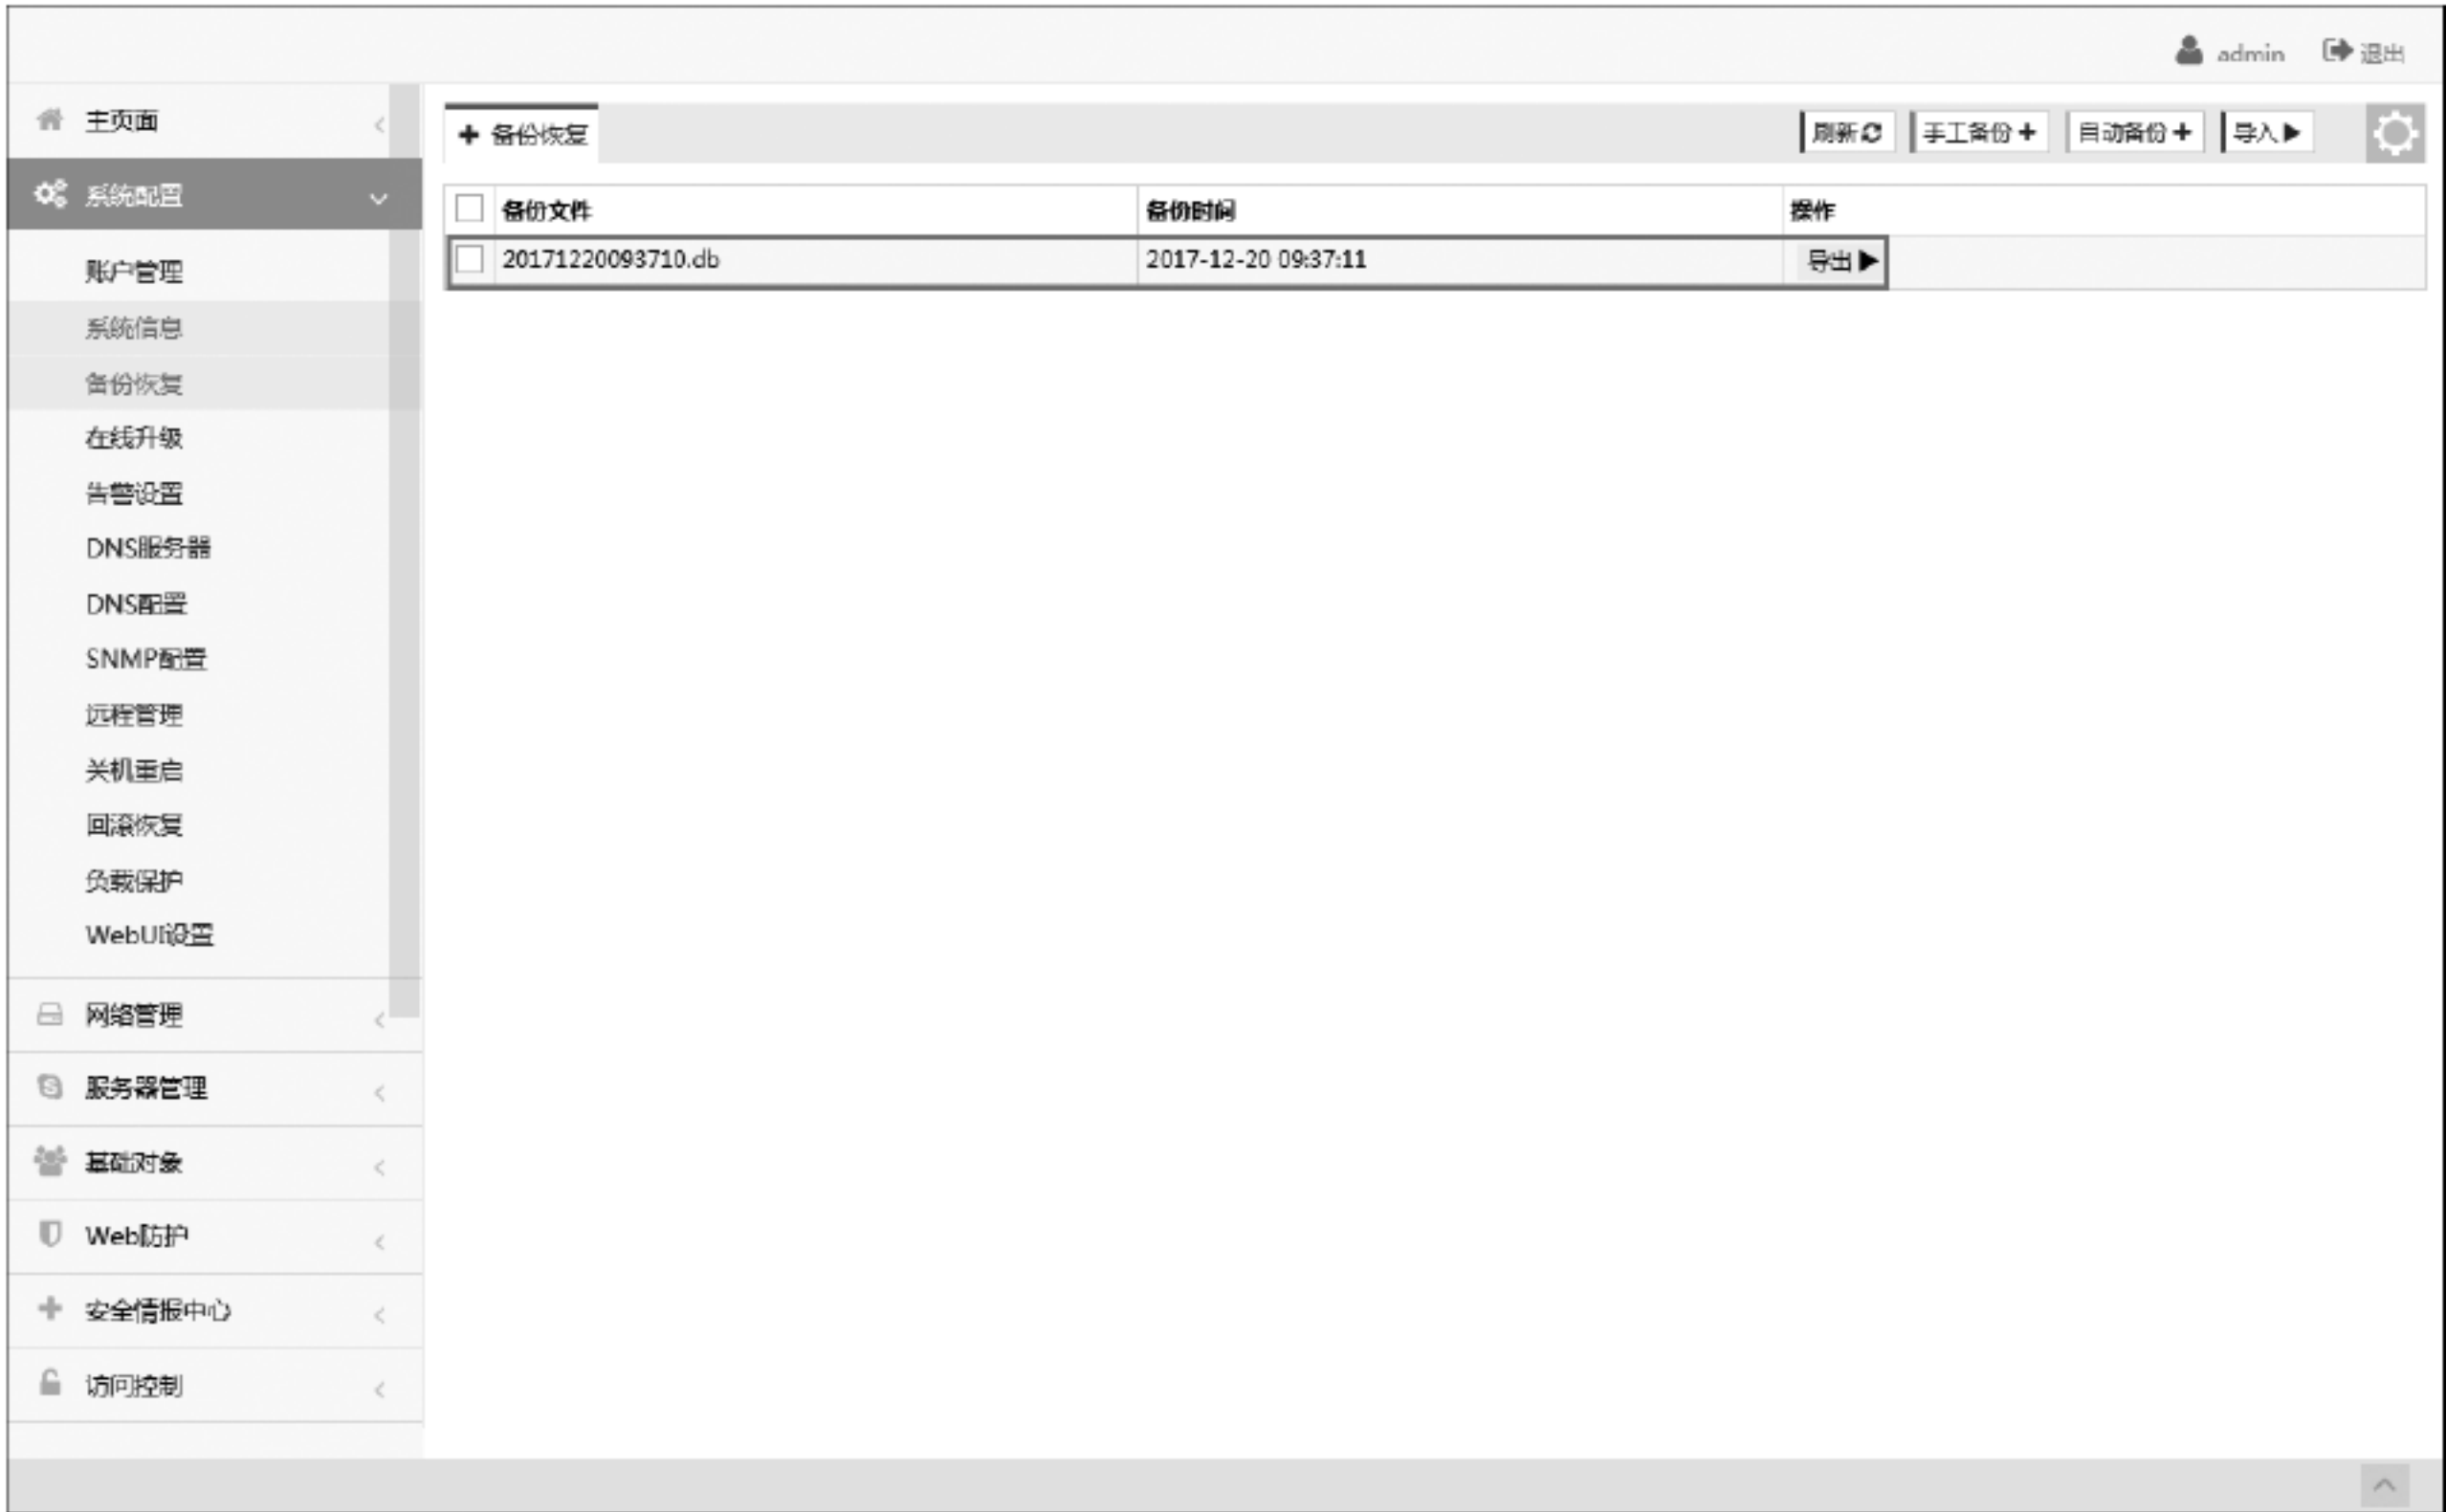 admin 退出
主页面
系统配置
账户管理
系统信息
备份恢复
在线升级
告警设置
DNS服务器
DNS配置
SNMP配置
远程管理
关机重启
回滚恢复
负载保护
WebUI设置
网络管理
服务器管理
基础对象
Web防护
安全情报中心
访问控制
备份恢复
刷新 手工备份 自动备份 导入
备份文件 备份时间 操作
20171220093710.db 2017-12-20 09:37:11 导出